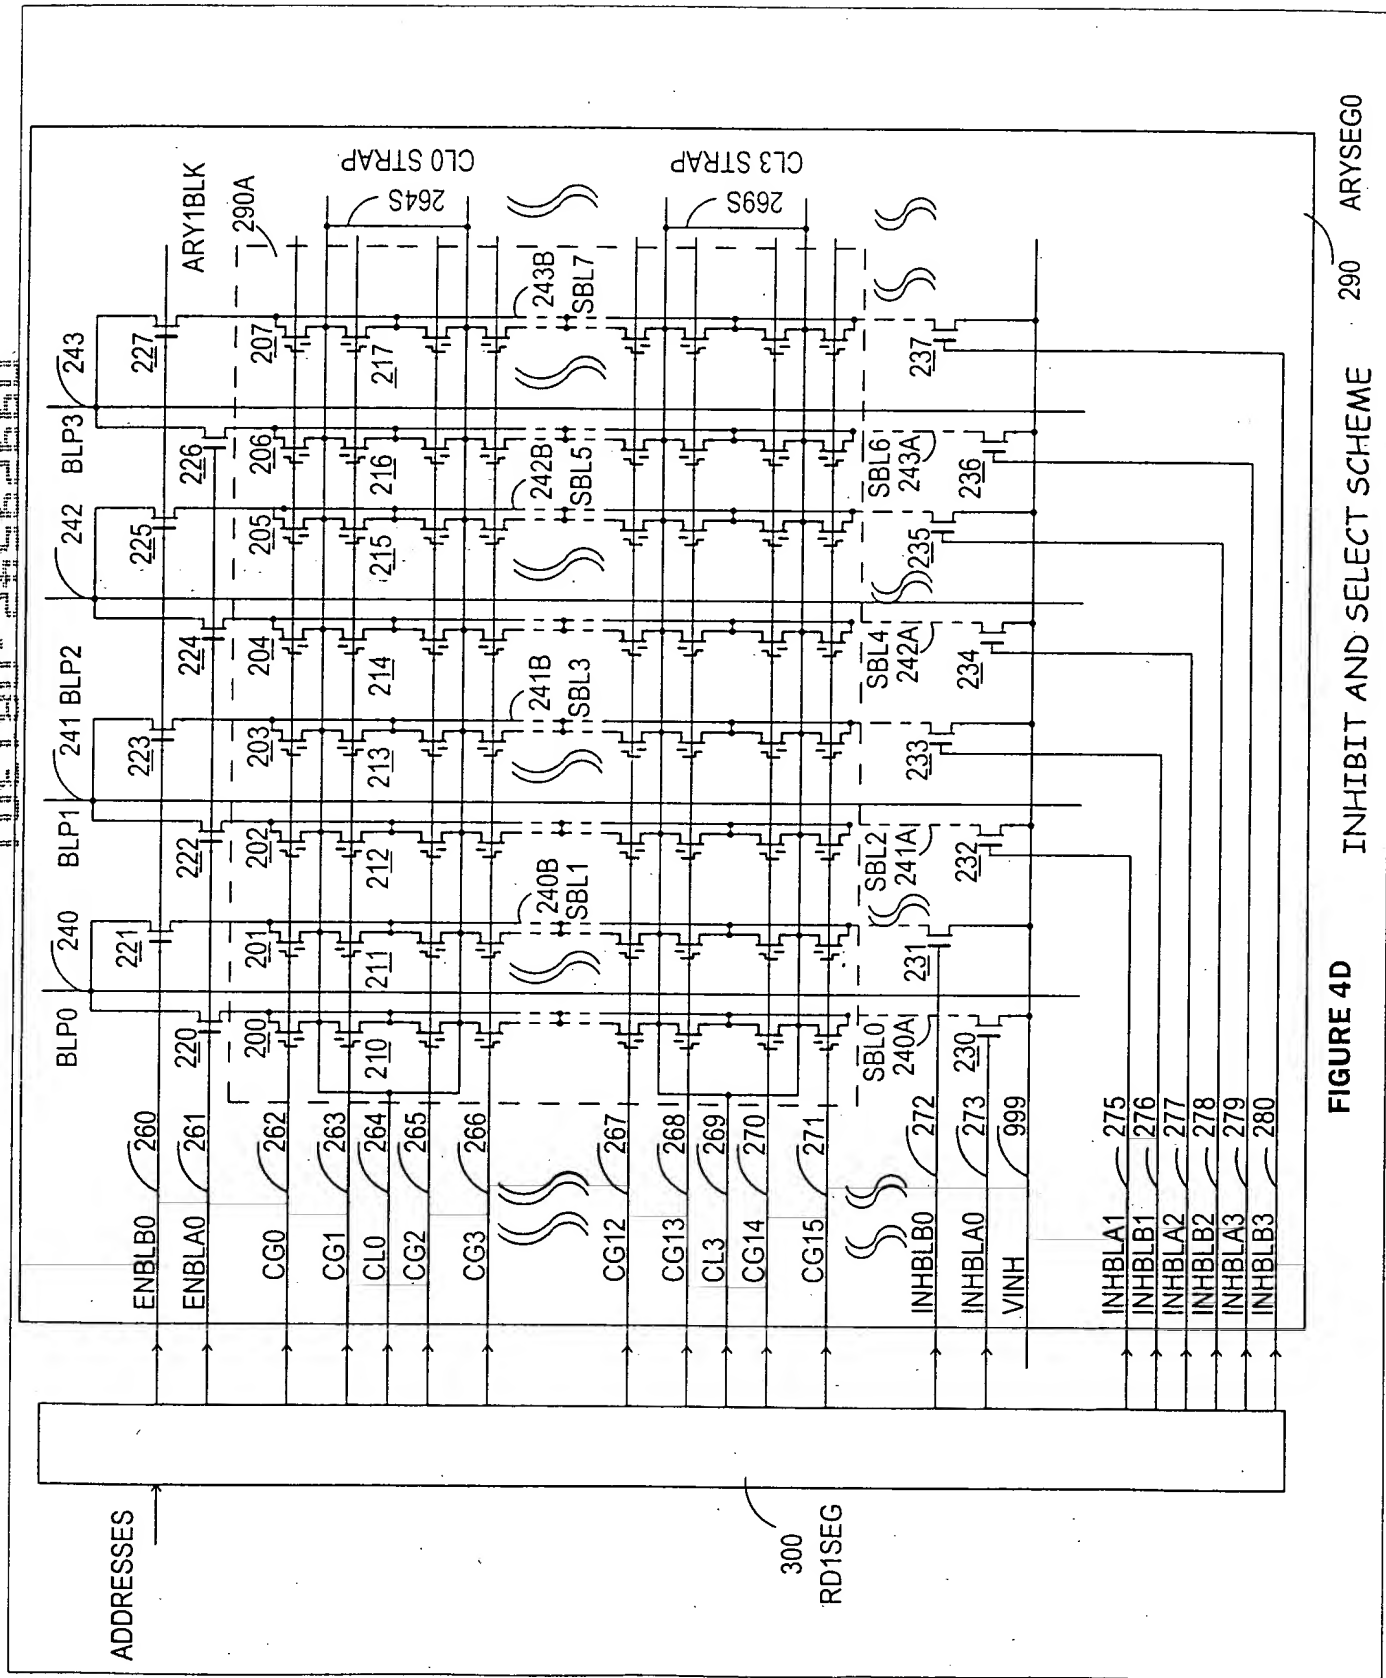 ADDRESSES
300
RD1SEG
BLP0 240 BLP1 241 BLP2 242 BLP3 243
ENBLB0 260 221 223 225 227
ENBLA0 261 220 222 224 226
ARY1BLK
290A
CG0 262 200 201 202 203 204 205 206 207
CG1 263
CL0 264 210 211 212 213 214 215 216 217
CG2 265
CG3 266
CL0 STRAP
264S
240B 241B 242B 243B
SBL1 SBL3 SBL5 SBL7
CG12 267
CG13 268
CL3 269
CG14 270
CG15 271
CL3 STRAP
269S
SBL0 SBL2 SBL4 SBL6
240A 241A 242A 243A
INHBLB0 272 231 233 235 237
INHBLA0 273 230 232 234 236
VINH 999
INHBLA1 275
INHBLB1 276
INHBLA2 277
INHBLB2 278
INHBLA3 279
INHBLB3 280
290 ARYSEG0
FIGURE 4D INHIBIT AND SELECT SCHEME